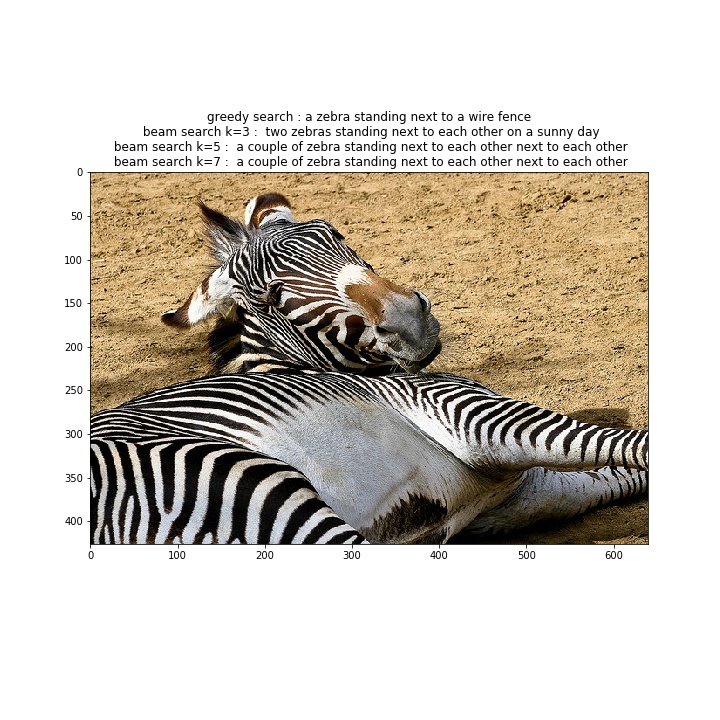 greedy search : a zebra standing next to a wire fence
beam search k=3 :  two zebras standing next to each other on a sunny day
beam search k=5 :  a couple of zebra standing next to each other next to each other
beam search k=7 :  a couple of zebra standing next to each other next to each other
0
50
100
150
200
250
300
350
400
0 100 200 300 400 500 600